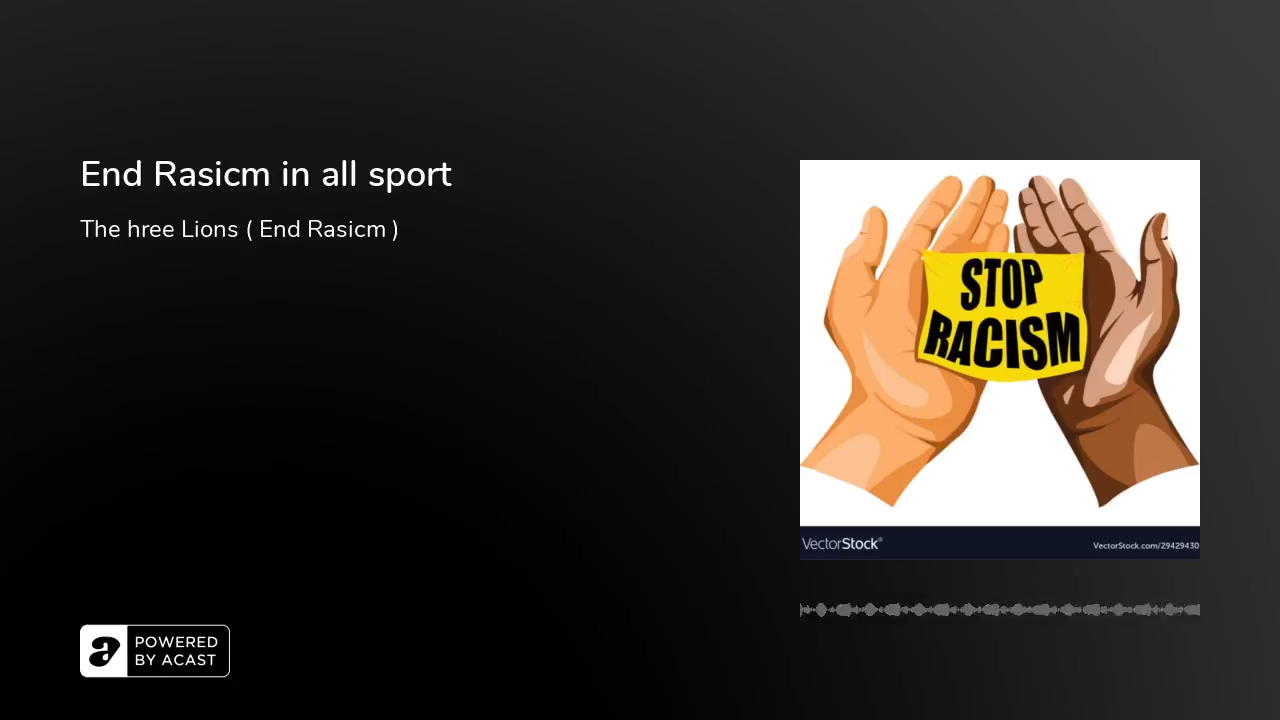 End Rasicm in all sport
The hree Lions ( End Rasicm )
STOP
RACISM
VectorStock®
VectorStock.com/29429430
POWERED
BY ACAST